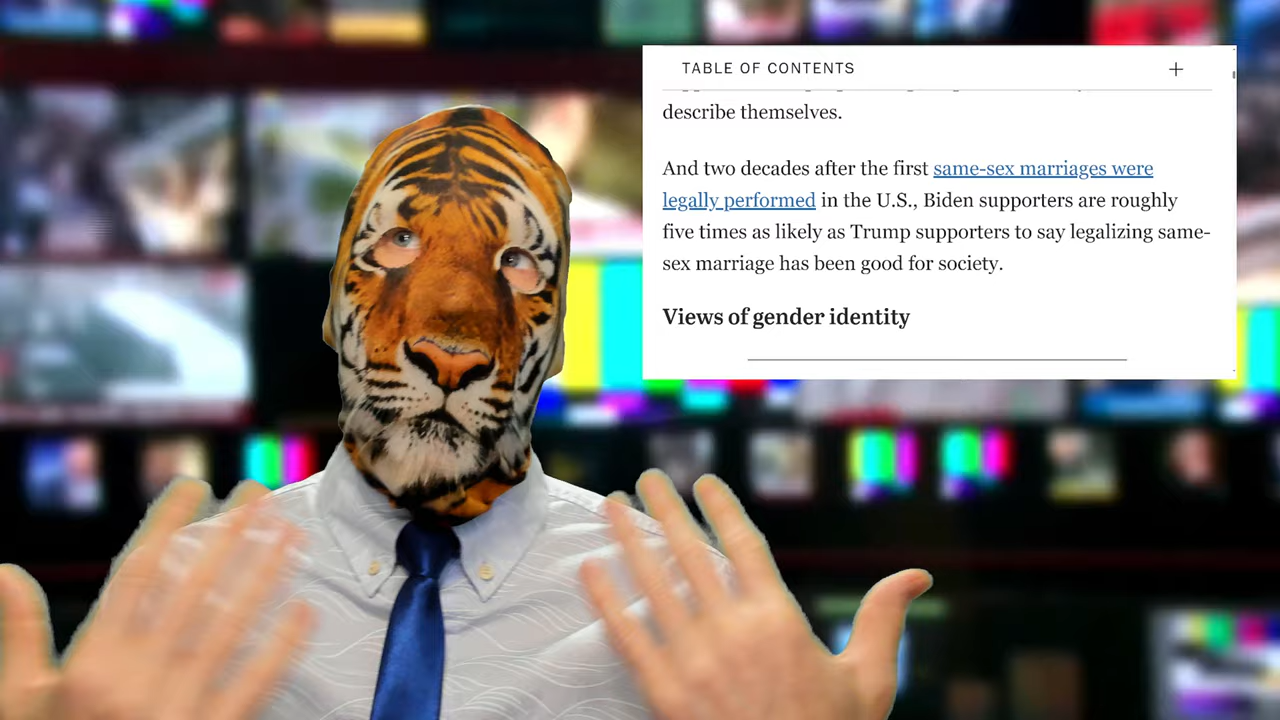 TABLE OF CONTENTS
describe themselves.
And two decades after the first same-sex marriages were
legally performed in the U.S., Biden supporters are roughly
five times as likely as Trump supporters to say legalizing same-
sex marriage has been good for society.
Views of gender identity